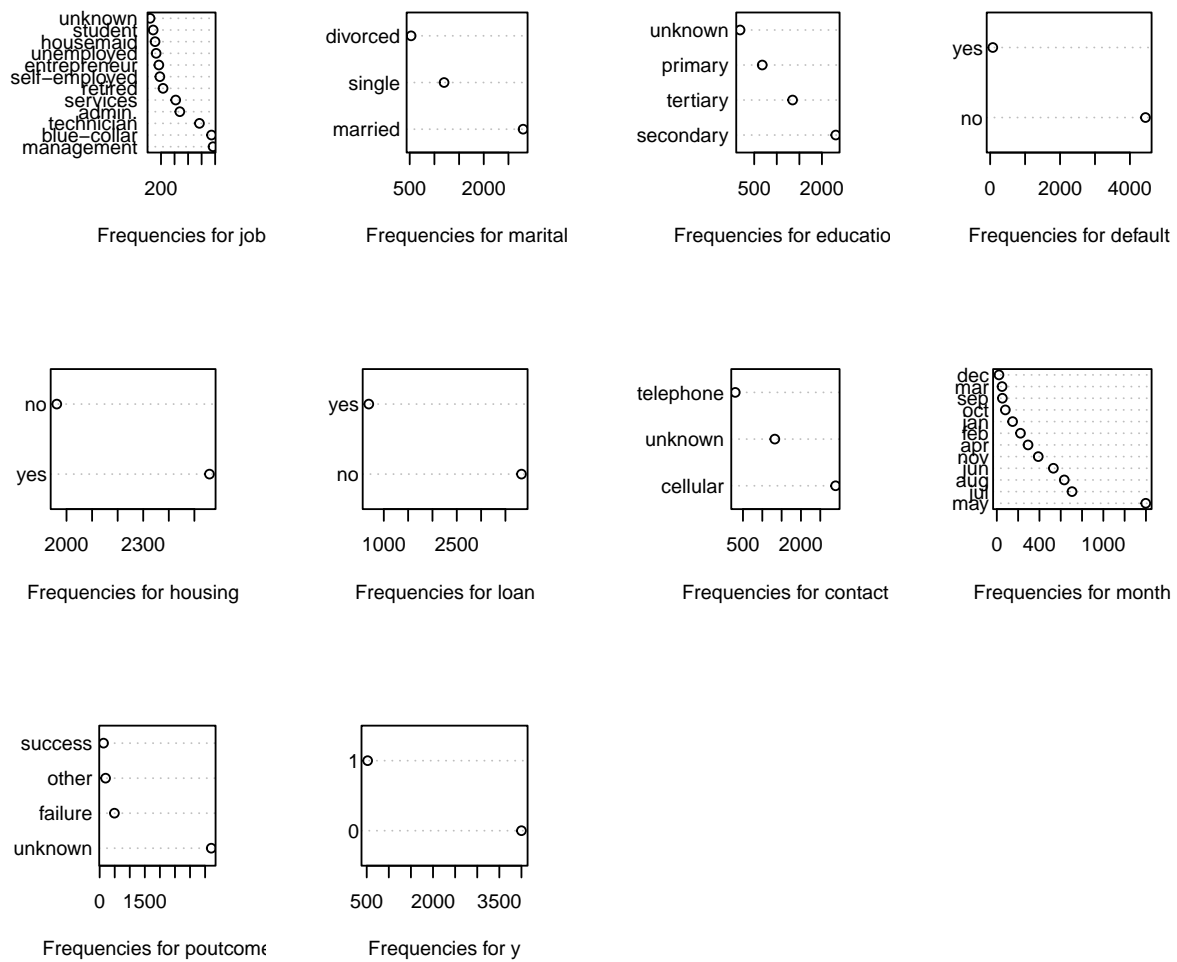 unknown
student
housemaid
unemployed
entrepreneur
self−employed
retired
services
admin.
technician
blue−collar
management
200
Frequencies for job
divorced
single
married
500 2000
Frequencies for marital
unknown
primary
tertiary
secondary
500 2000
Frequencies for educatio
yes
no
0 2000 4000
Frequencies for default
no
yes
2000 2300
Frequencies for housing
yes
no
1000 2500
Frequencies for loan
telephone
unknown
cellular
500 2000
Frequencies for contact
dec
mar
sep
oct
jan
feb
apr
nov
jun
aug
jul
may
0 400 1000
Frequencies for month
success
other
failure
unknown
0 1500
Frequencies for poutcome
1
0
500 2000 3500
Frequencies for y